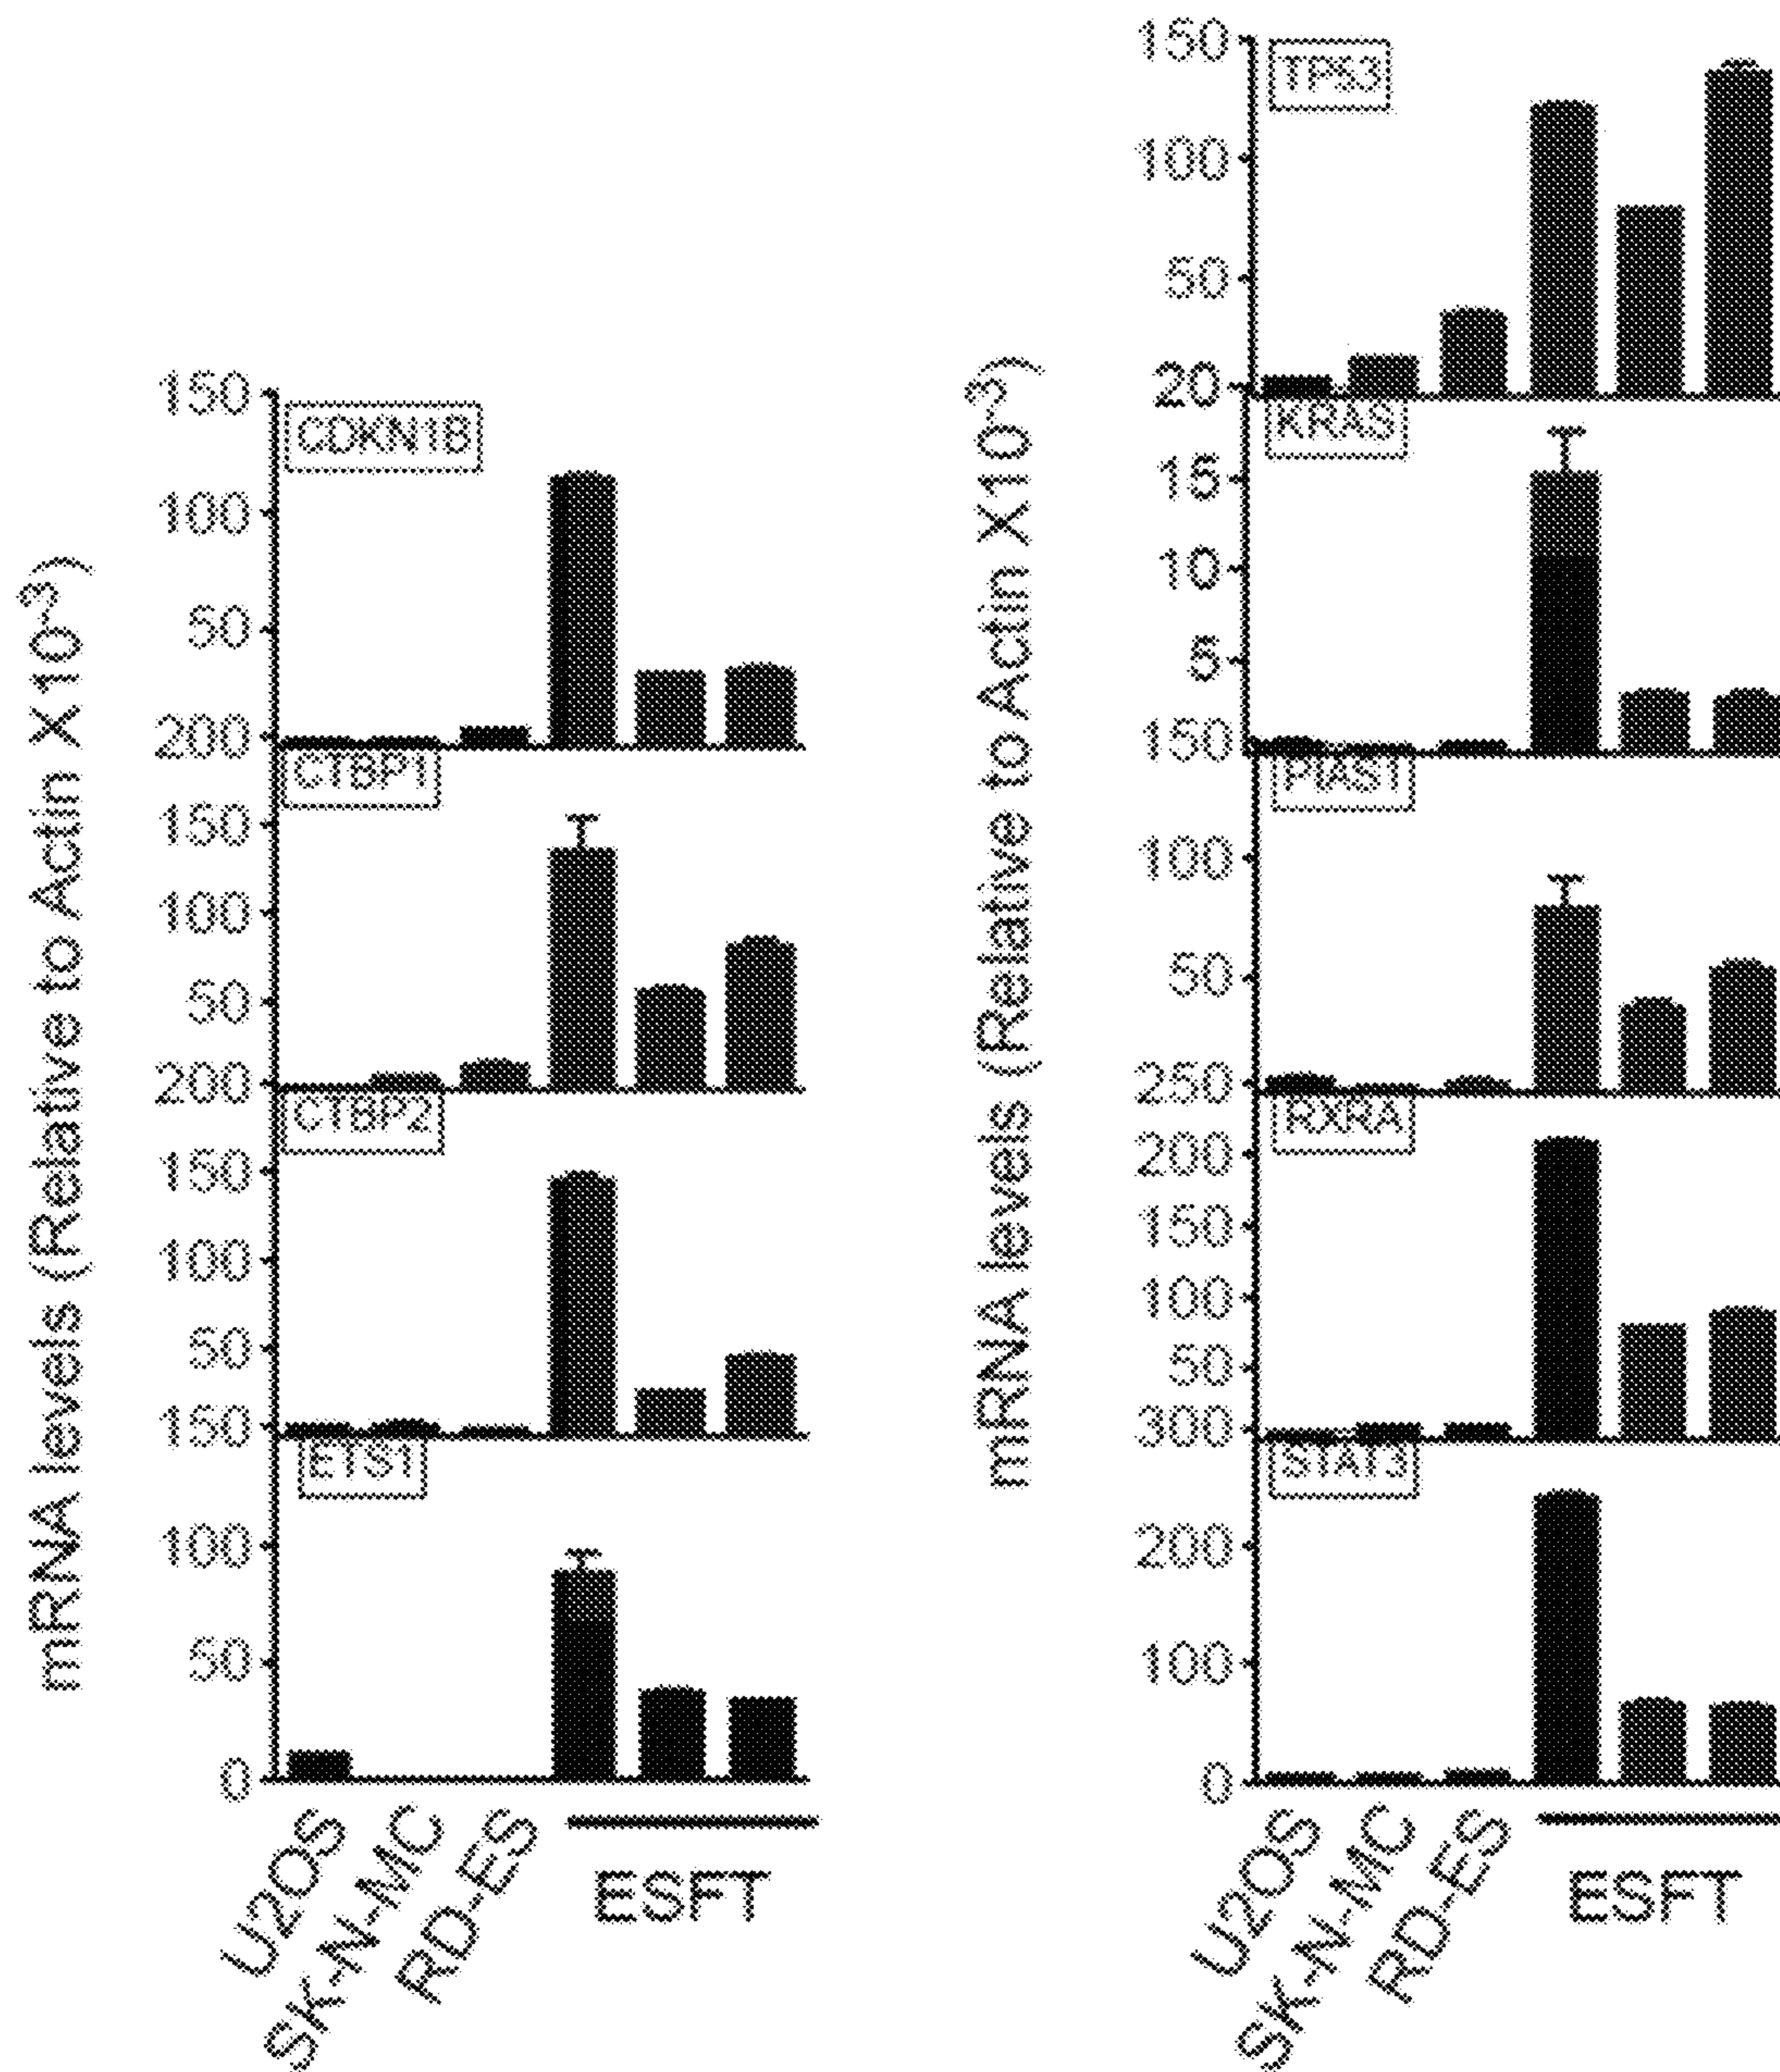 mRNA levels (Relative to Actin X10-3)
150
CDKN1B
100
50
200
CTBP1
150
100
50
200
CTBP2
150
100
50
150
ETS1
100
50
0
U2OS
SK-N-MC
RD-ES
ESFT
mRNA levels (Relative to Actin X10-3)
150
TP53
100
50
20
KRAS
15
10
5
150
PIAS1
100
50
250
RXRA
200
150
100
50
300
STAT3
200
100
0
U2OS
SK-N-MC
RD-ES
ESFT